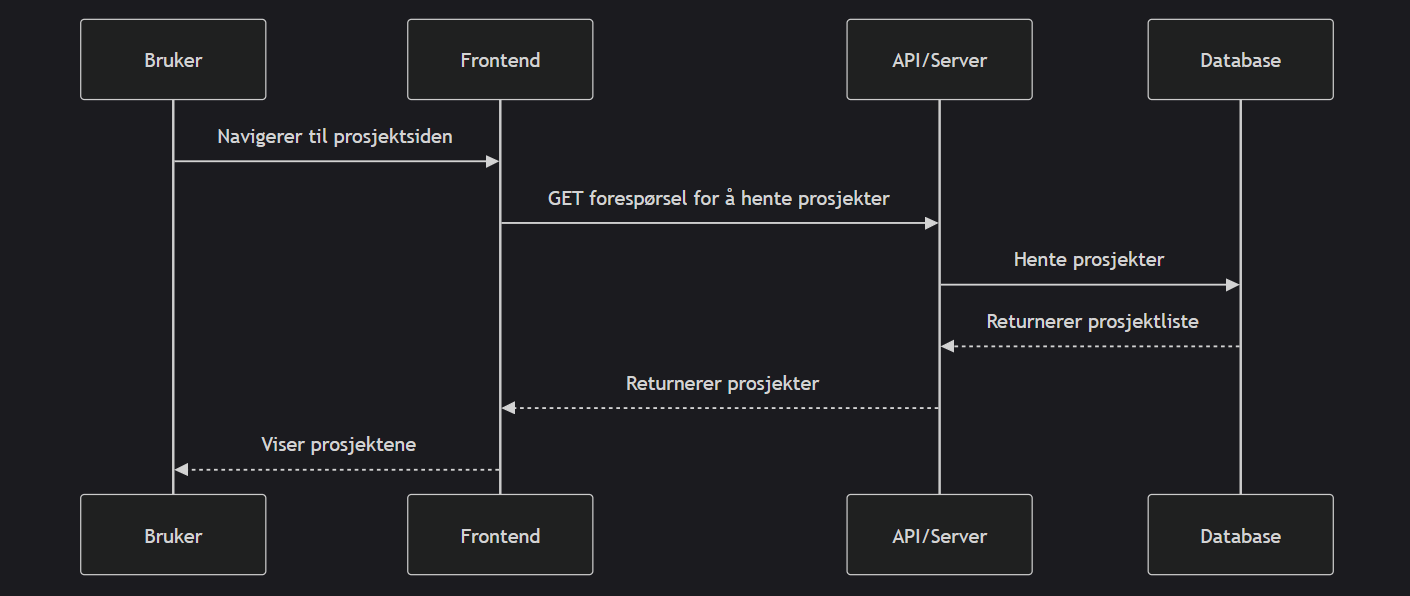 Bruker
Frontend
API/Server
Database
Navigerer til prosjektsiden
GET forespørsel for å hente prosjekter
Hente prosjekter
Returnerer prosjektliste
Returnerer prosjekter
Viser prosjektene
Bruker
Frontend
API/Server
Database